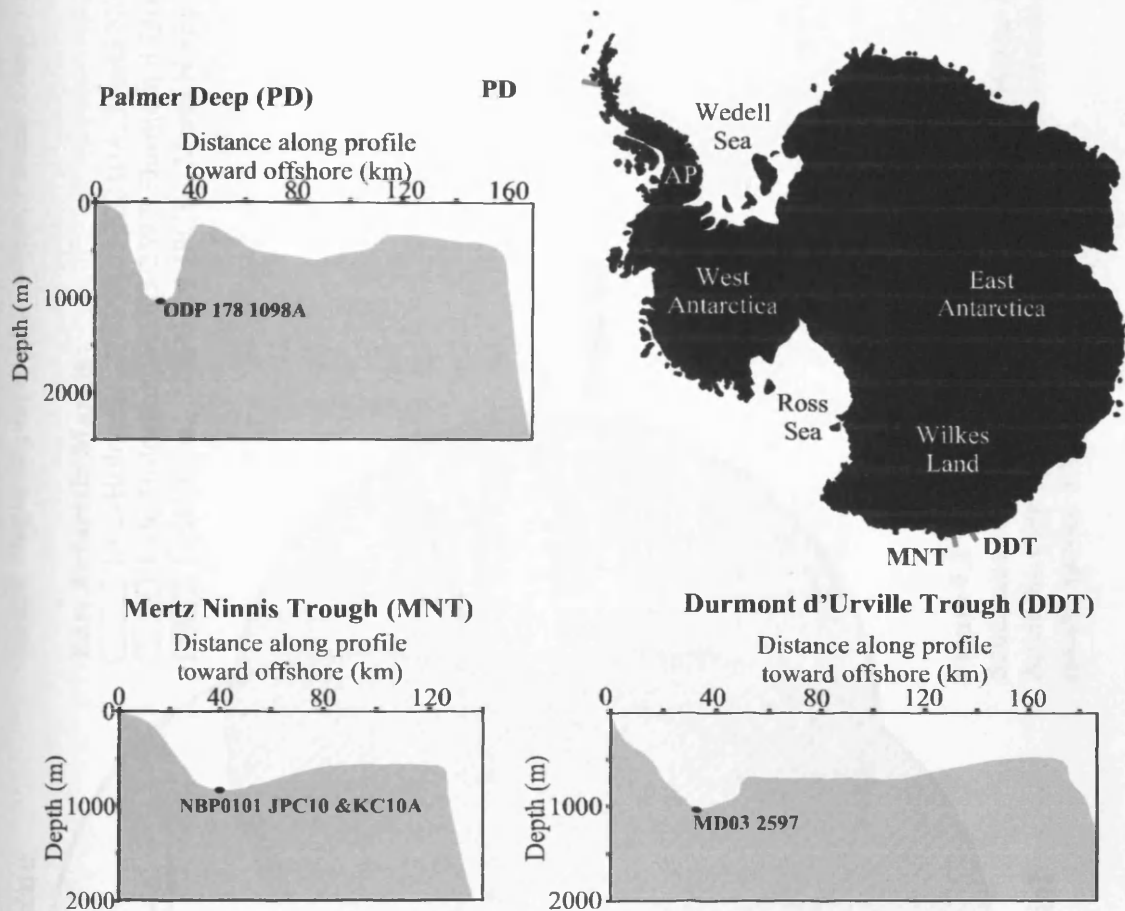 Palmer Deep (PD)
Distance along profile
toward offshore (km)
0 40 80 120 160
0
1000
2000
Depth (m)
ODP 178 1098A
PD
Wedell
Sea
AP
West
Antarctica
East
Antarctica
Ross
Sea
Wilkes
Land
MNT
DDT
Mertz Ninnis Trough (MNT)
Distance along profile
toward offshore (km)
0 40 80 120
0
1000
2000
Depth (m)
NBP0101 JPC10 &KC10A
Durmont d'Urville Trough (DDT)
Distance along profile
toward offshore (km)
0 40 80 120 160
0
1000
2000
Depth (m)
MD03 2597